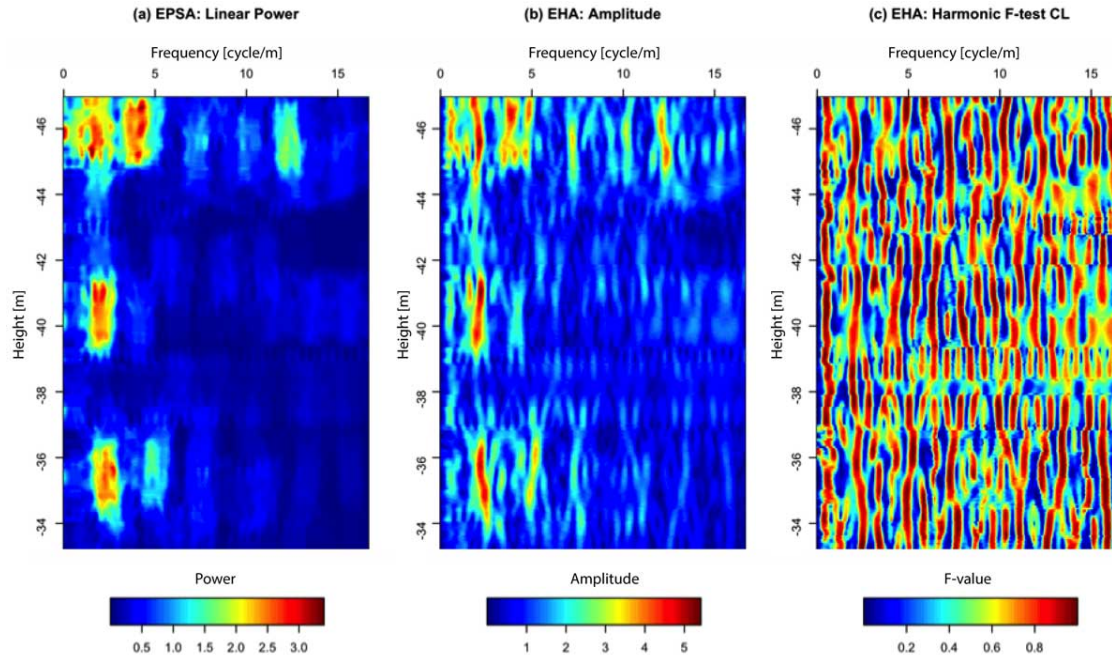 (a) EPSA: Linear Power
(b) EHA: Amplitude
(c) EHA: Harmonic F-test CL
Frequency [cycle/m]
Frequency [cycle/m]
Frequency [cycle/m]
0 5 10 15
0 5 10 15
0 5 10 15
Height [m]
-46
-44
-42
-40
-38
-36
-34
Height [m]
-46
-44
-42
-40
-38
-36
-34
Height [m]
-46
-44
-42
-40
-38
-36
-34
Power
0.5 1.0 1.5 2.0 2.5 3.0
Amplitude
1 2 3 4 5
F-value
0.2 0.4 0.6 0.8